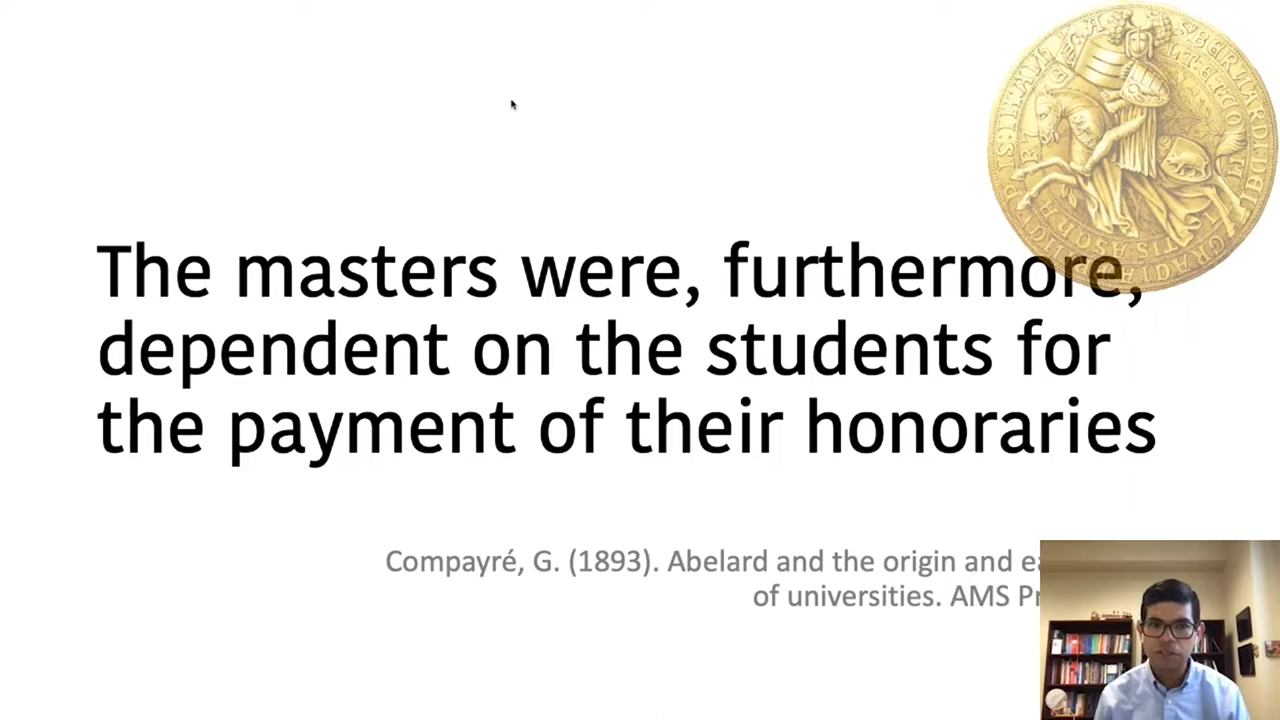 The masters were, furthermore,
dependent on the students for
the payment of their honoraries
Compayré, G. (1893). Abelard and the origin and
of universities. AMS